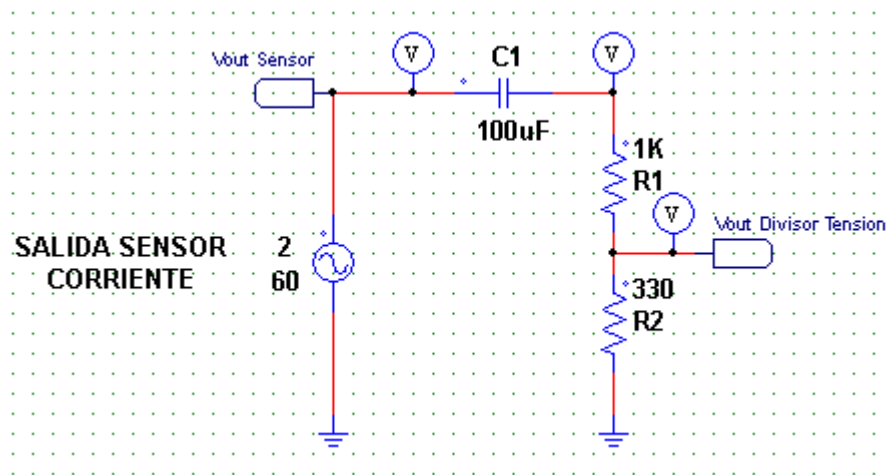 Vout Sensor
V
C1
V
100uF
1K
R1
V
Vout Divisor Tension
SALIDA SENSOR
CORRIENTE
2
60
330
R2